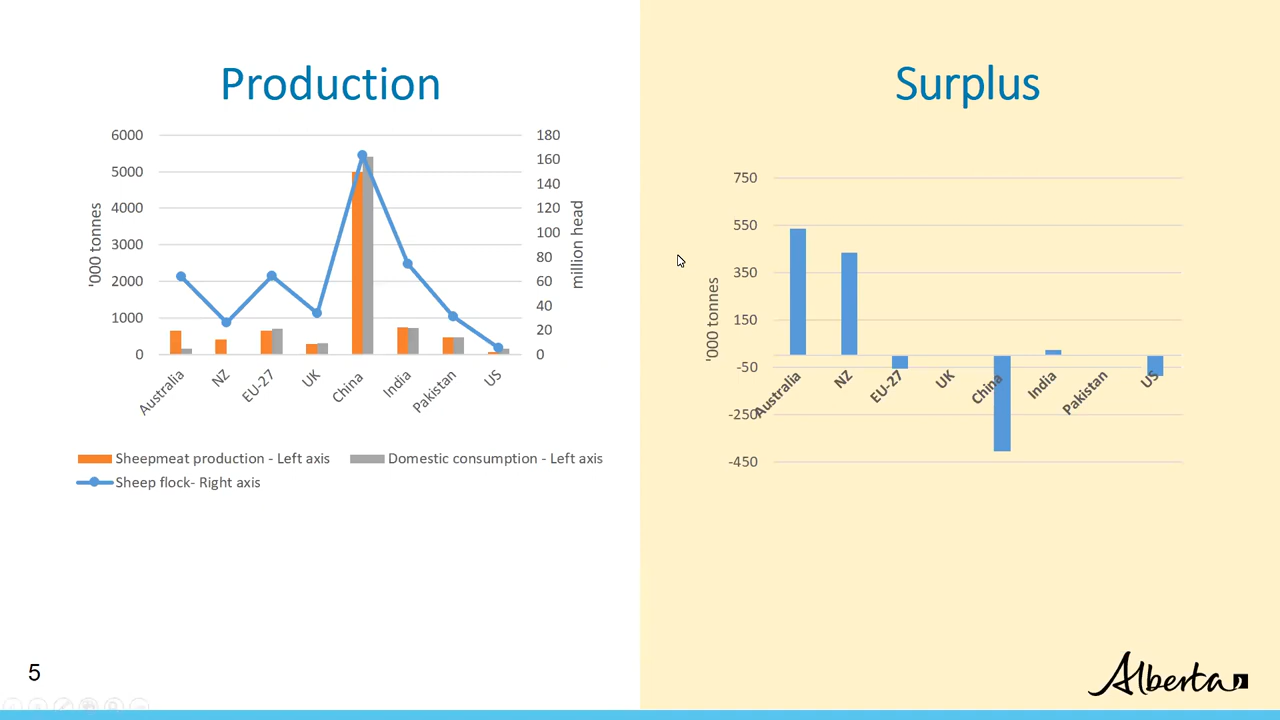 Production
6000
5000
4000
3000
2000
1000
0
'000 tonnes
180
160
140
120
100
80
60
40
20
0
million head
Australia
NZ
EU-27
UK
China
India
Pakistan
US
Sheepmeat production - Left axis
Domestic consumption - Left axis
Sheep flock- Right axis
Surplus
750
550
350
150
-50
-250
-450
'000 tonnes
Australia
NZ
EU-27
UK
China
India
Pakistan
US
5
Alberta